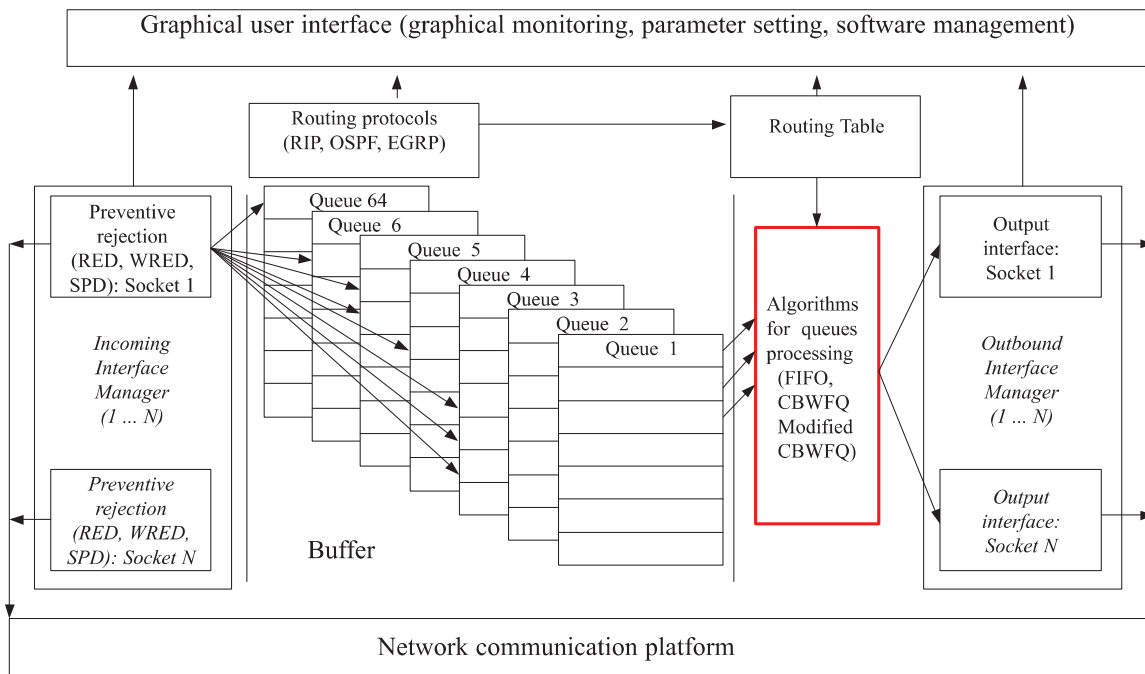 Graphical user interface (graphical monitoring, parameter setting, software management)
Routing protocols
(RIP, OSPF, EGRP)
Routing Table
Preventive
rejection
(RED, WRED,
SPD): Socket 1
Incoming
Interface
Manager
(1 ... N)
Preventive
rejection
(RED, WRED,
SPD): Socket N
Queue 64
Queue 6
Queue 5
Queue 4
Queue 3
Queue 2
Queue 1
Buffer
Algorithms
for queues
processing
(FIFO,
CBWFQ
Modified
CBWFQ)
Output
interface:
Socket 1
Outbound
Interface
Manager
(1 ... N)
Output
interface:
Socket N
Network communication platform